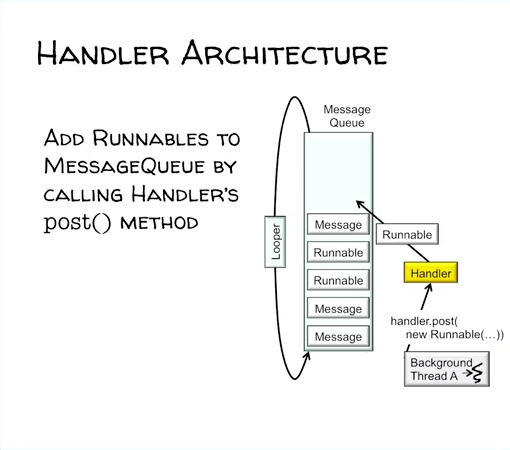 Handler Architecture
Add Runnables to
MessageQueue by
calling Handler's
post() method
Message
Queue
Looper
Message
Runnable
Runnable
Message
Message
Runnable
Handler
handler.post(
new Runnable(…))
Background
Thread A